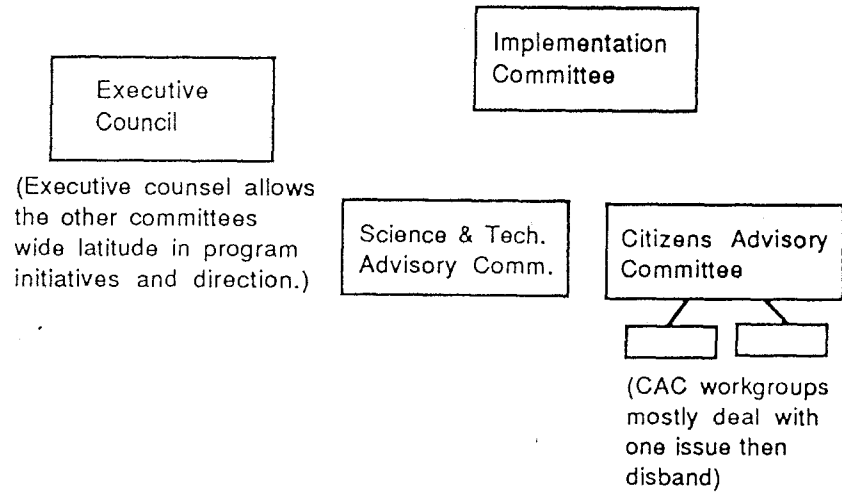 Implementation
Committee
Executive
Council
(Executive counsel allows
the other committees
wide latitude in program
initiatives and direction.)
Science & Tech.
Advisory Comm.
Citizens Advisory
Committee
(CAC workgroups
mostly deal with
one issue then
disband)